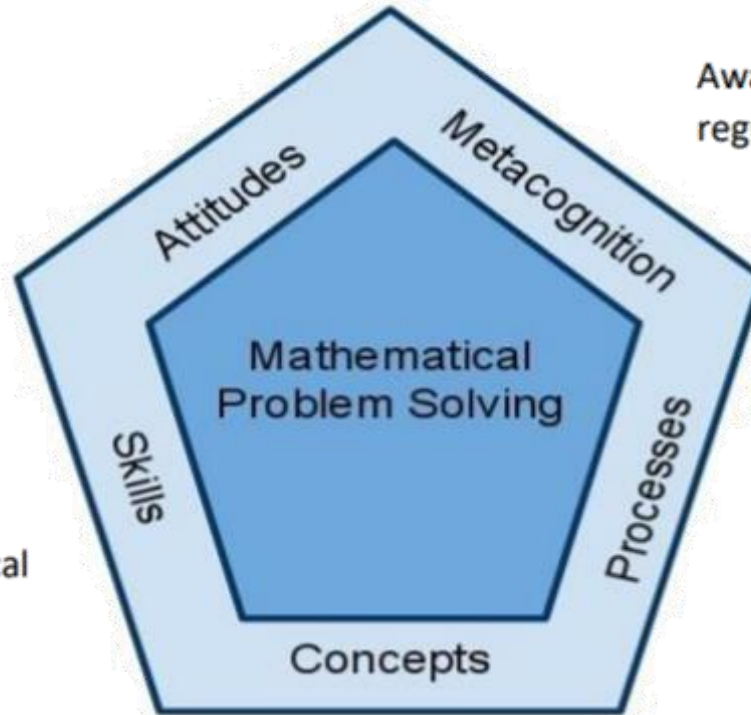 Attitudes
Metacognition
Mathematical
Problem Solving
Skills
Processes
Concepts